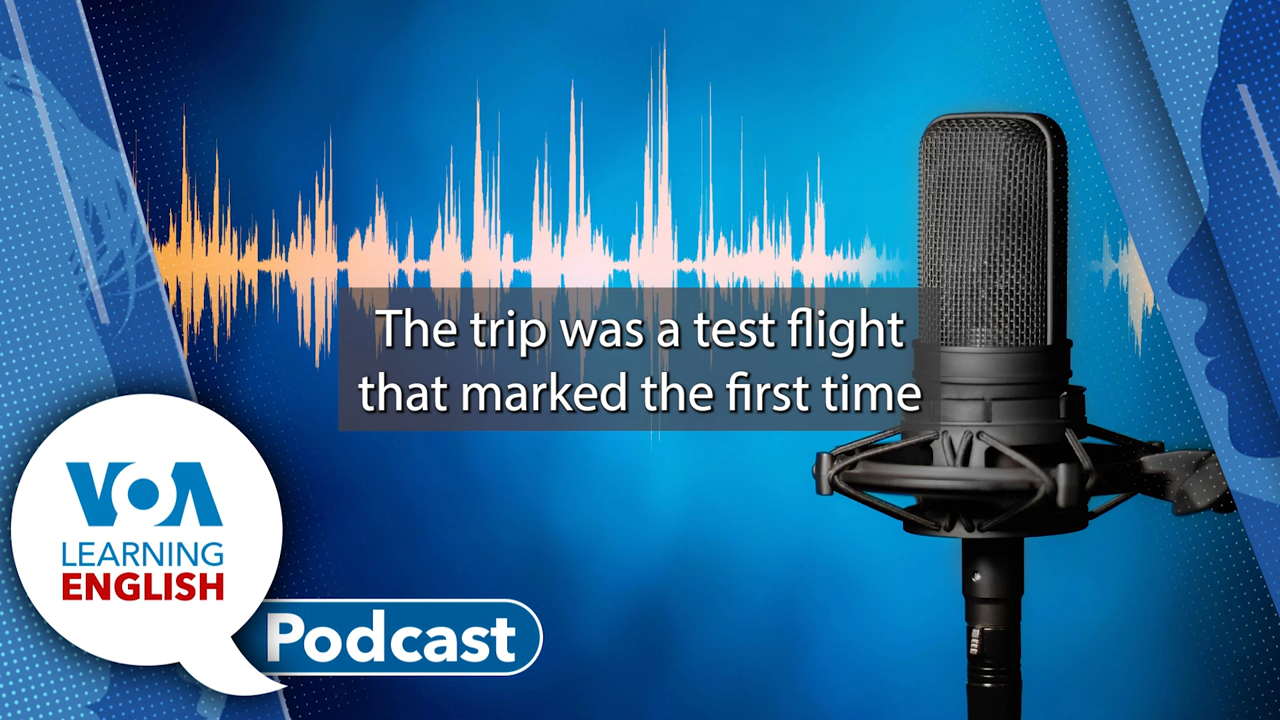 The trip was a test flight
that marked the first time
VOA
LEARNING
ENGLISH
Podcast